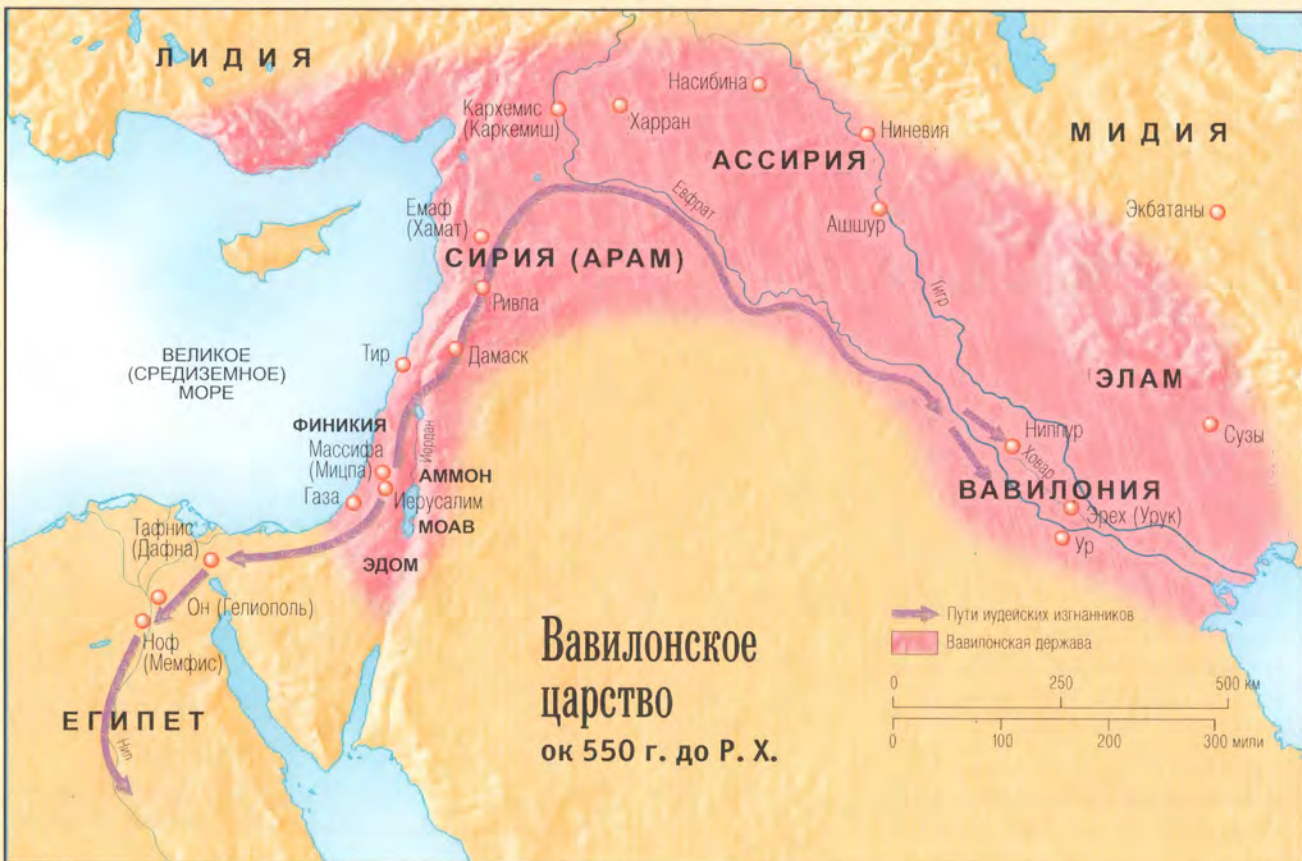 ЛИДИЯ
Насибина
Кархемис
(Каркемиш)
Харран
Ниневия
МИДИЯ
АССИРИЯ
Евфрат
Емаф
(Хамат)
Ашшур
Экбатаны
СИРИЯ (АРАМ)
Тигр
Ривла
ВЕЛИКОЕ
(СРЕДИЗЕМНОЕ)
МОРЕ
Тир
Дамаск
ЭЛАМ
ФИНИКИЯ
Массифа
(Мицпа)
Иордан
Ниппур
Ховар
Сузы
АММОН
Газа
Иерусалим
ВАВИЛОНИЯ
МОАВ
Эрех (Урук)
Тафнис
(Дафна)
Ур
ЭДОМ
Он (Гелиополь)
Ноф
(Мемфис)
ЕГИПЕТ
Нил
Вавилонское
царство
ок 550 г. до Р. Х.
Пути иудейских изгнанников
Вавилонская держава
0 250 500 км
0 100 200 300 мили